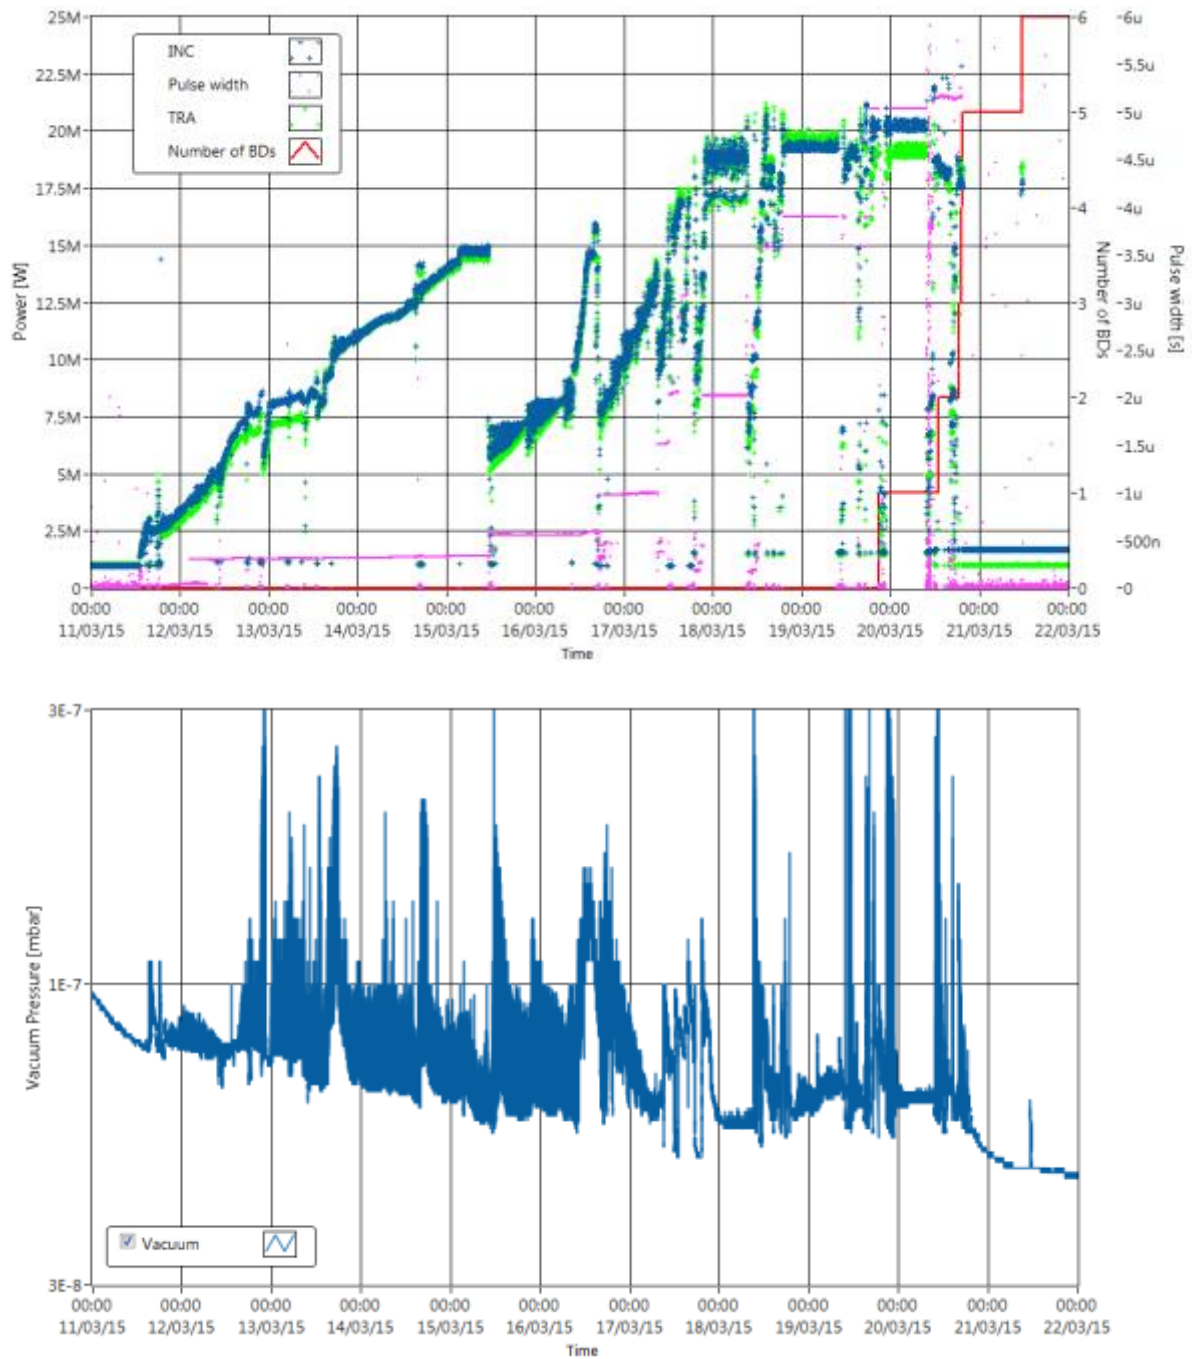 25M
22.5M
20M
17.5M
15M
12.5M
10M
7.5M
5M
2.5M
0
Power [W]
INC
Pulse width
TRA
Number of BDs
6
5
4
3
2
1
0
Number of BDs
6u
5.5u
5u
4.5u
4u
3.5u
3u
2.5u
2u
1.5u
1u
500n
0
Pulse width [s]
00:00 00:00 00:00 00:00 00:00 00:00 00:00 00:00 00:00 00:00 00:00 00:00
11/03/15 12/03/15 13/03/15 14/03/15 15/03/15 16/03/15 17/03/15 18/03/15 19/03/15 20/03/15 21/03/15 22/03/15
Time
3E-7
1E-7
3E-8
Vacuum Pressure [mbar]
Vacuum
00:00 00:00 00:00 00:00 00:00 00:00 00:00 00:00 00:00 00:00 00:00 00:00
11/03/15 12/03/15 13/03/15 14/03/15 15/03/15 16/03/15 17/03/15 18/03/15 19/03/15 20/03/15 21/03/15 22/03/15
Time